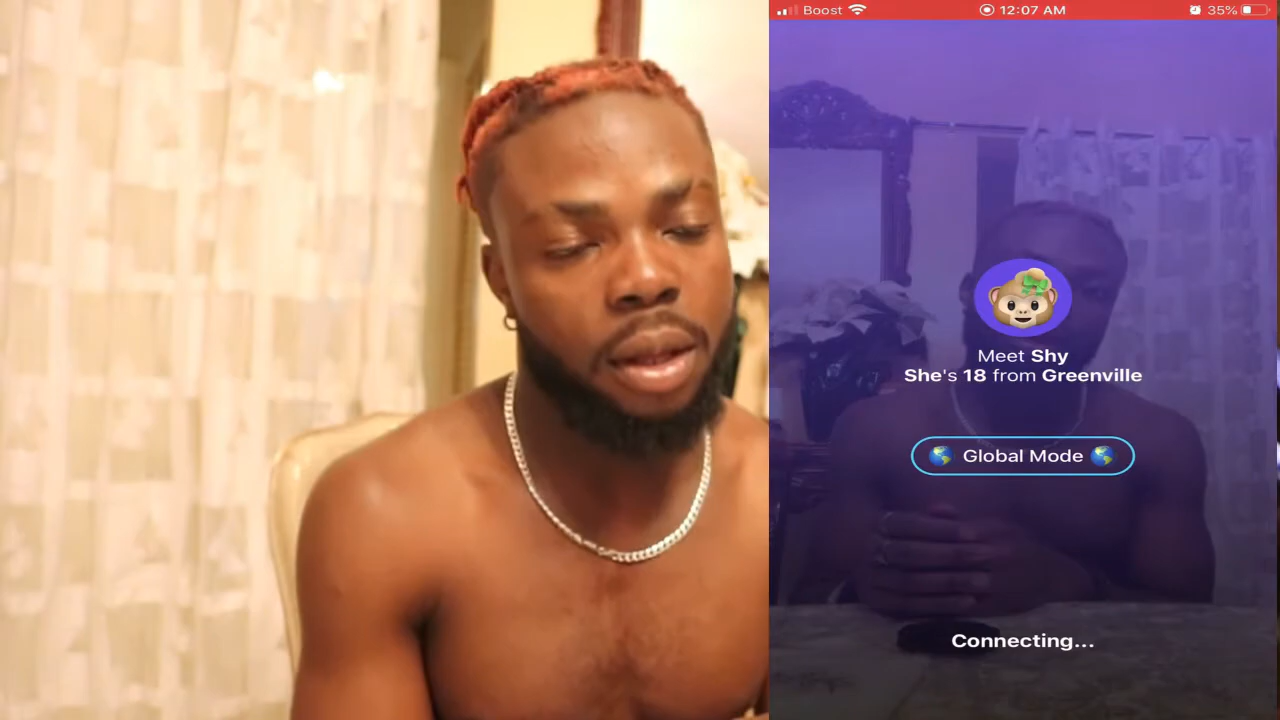 Boost 12:07 AM 35%
Meet Shy
She's 18 from Greenville
🌎 Global Mode 🌎
Connecting...